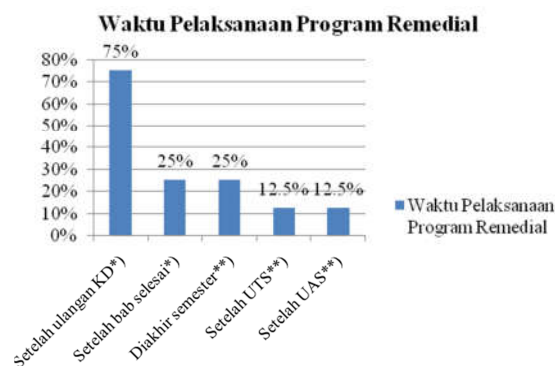 Waktu Pelaksanaan Program Remedial
80%
70%
60%
50%
40%
30%
20%
10%
0%
75%
25%
25%
12.5%
12.5%
Setelah ulangan KD*)
Setelah bab selesai*)
Diakhir semester**)
Setelah UTS**)
Setelah UAS**)
Waktu Pelaksanaan
Program Remedial